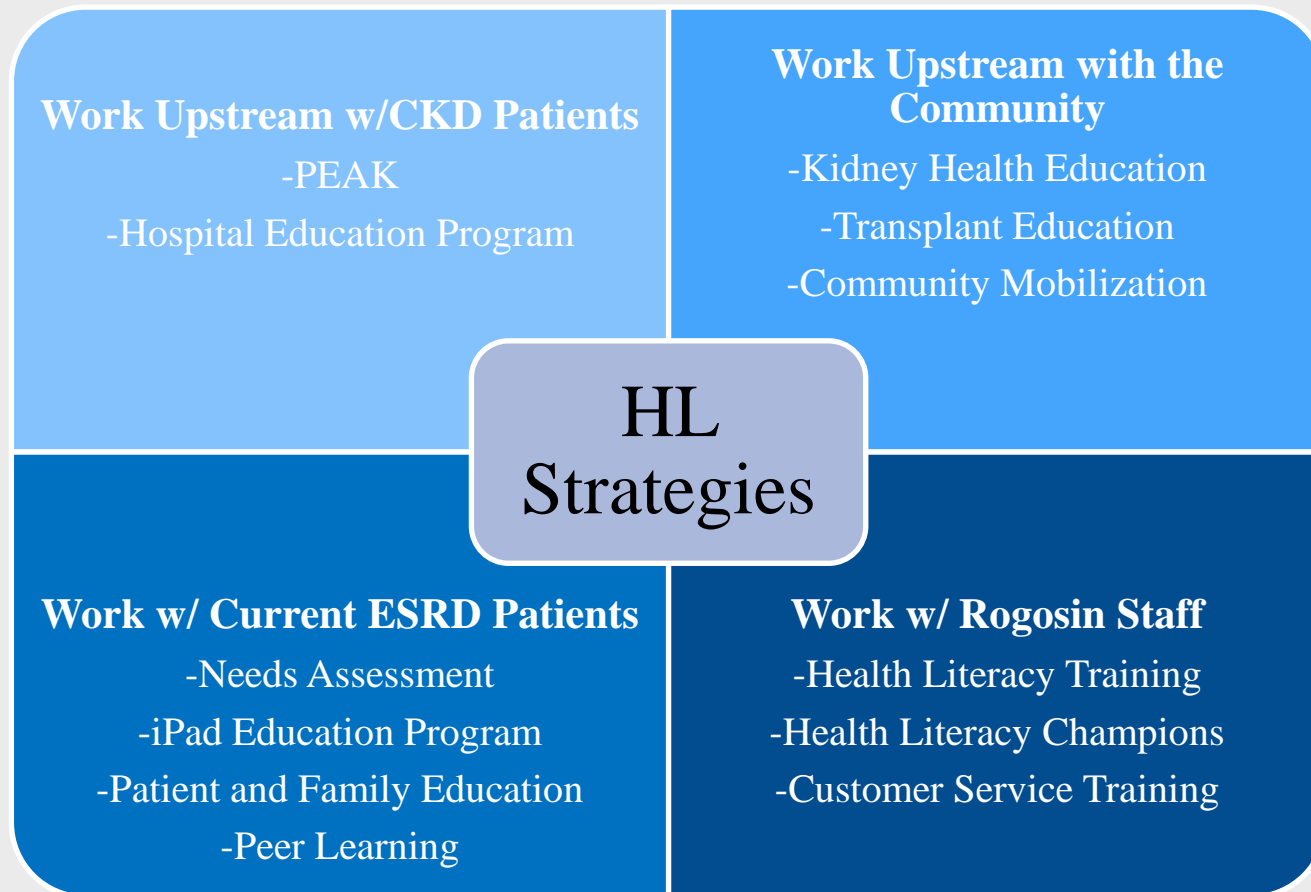 Work Upstream w/CKD Patients
-PEAK
-Hospital Education Program
Work Upstream with the
Community
-Kidney Health Education
-Transplant Education
-Community Mobilization
HL
Strategies
Work w/ Current ESRD Patients
-Needs Assessment
-iPad Education Program
-Patient and Family Education
-Peer Learning
Work w/ Rogosin Staff
-Health Literacy Training
-Health Literacy Champions
-Customer Service Training